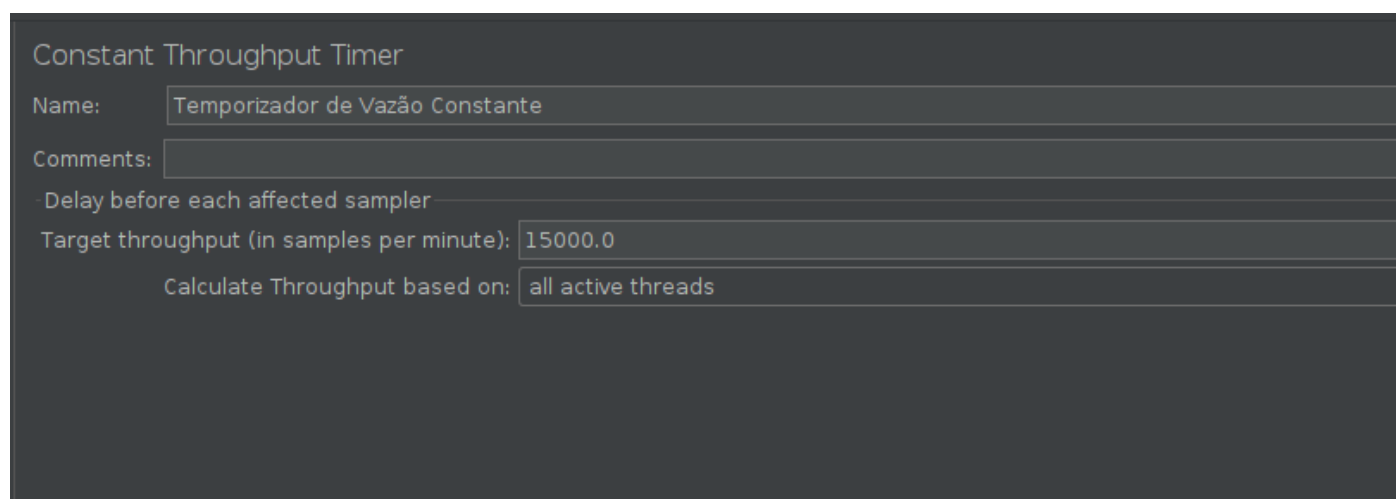 Constant Throughput Timer
Name: Temporizador de Vazão Constante
Comments:
Delay before each affected sampler
Target throughput (in samples per minute): 15000.0
Calculate Throughput based on: all active threads